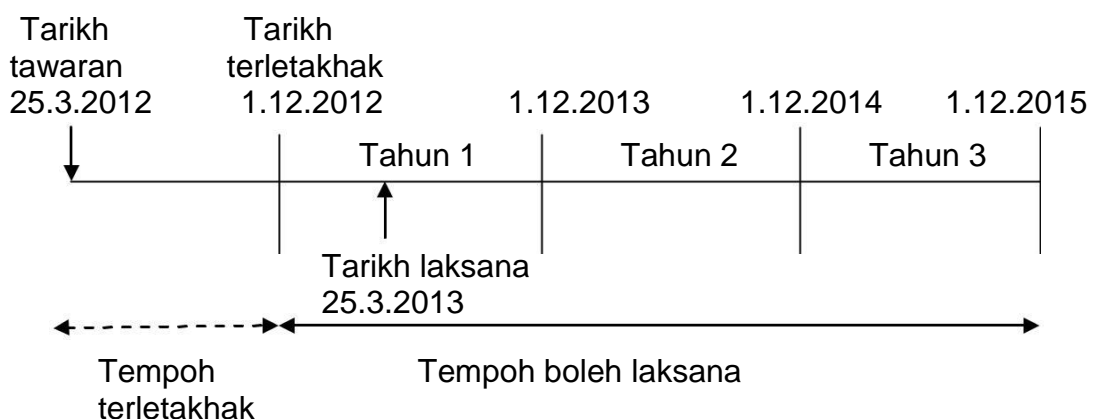 Tarikh
tawaran
25.3.2012
Tarikh
terletakhak
1.12.2012
1.12.2013
1.12.2014
1.12.2015
Tahun 1
Tahun 2
Tahun 3
Tarikh laksana
25.3.2013
Tempoh
terletakhak
Tempoh boleh laksana